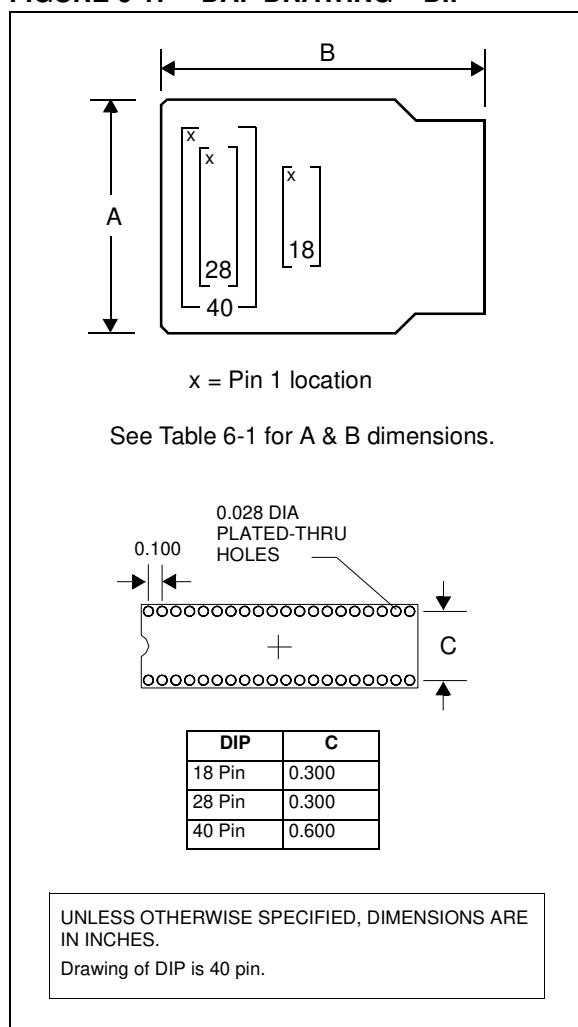 B
A
x
x
x
18
28
40
x = Pin 1 location
See Table 6-1 for A & B dimensions.
0.028 DIA
PLATED-THRU
HOLES
0.100
C
DIP C
18 Pin 0.300
28 Pin 0.300
40 Pin 0.600
UNLESS OTHERWISE SPECIFIED, DIMENSIONS ARE
IN INCHES.
Drawing of DIP is 40 pin.